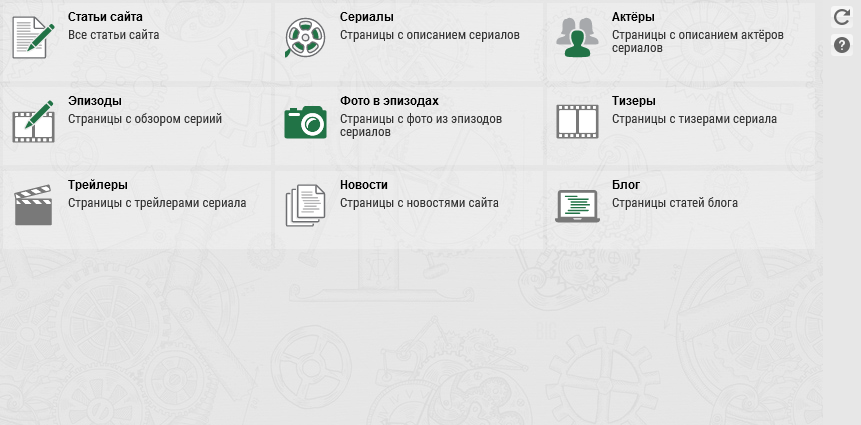 Статьи сайта
Все статьи сайта
Сериалы
Страницы с описанием сериалов
Актёры
Страницы с описанием актёров
сериалов
Эпизоды
Страницы с обзором сериий
Фото в эпизодах
Страницы с фото из эпизодов
сериалов
Тизеры
Страницы с тизерами сериала
Трейлеры
Страницы с трейлерами сериала
Новости
Страницы с новостями сайта
Блог
Страницы статей блога